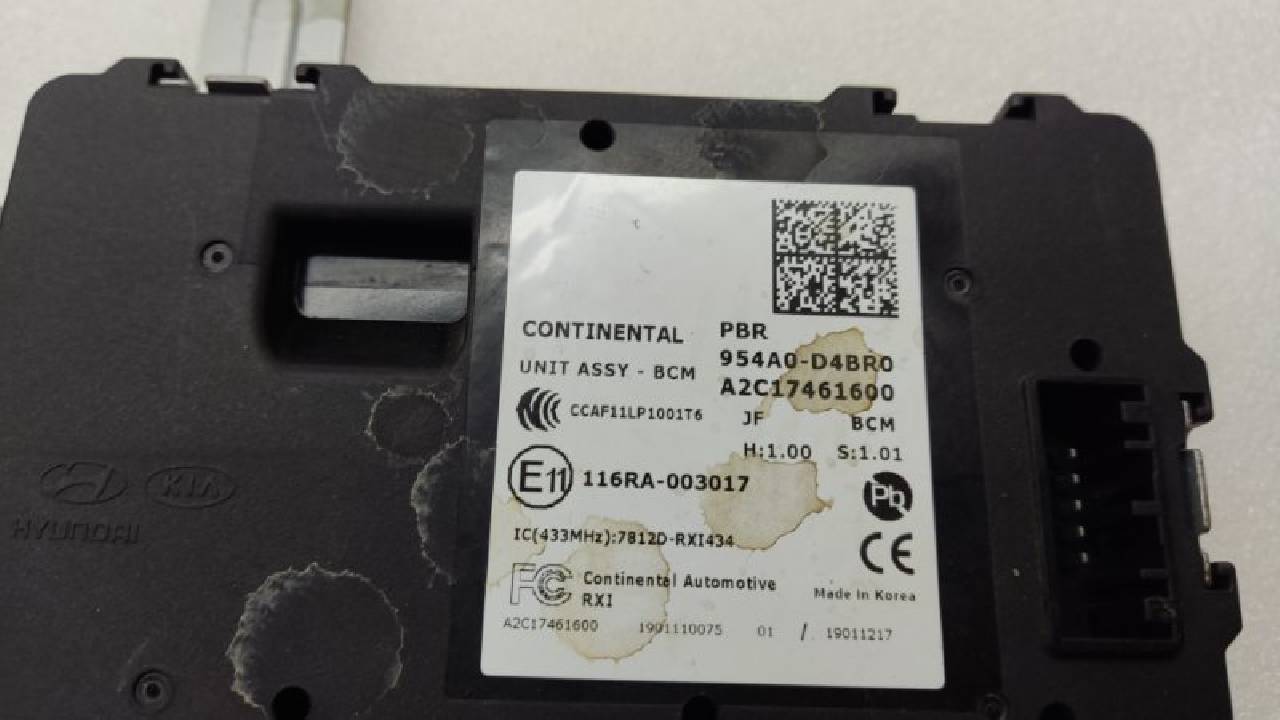 CONTINENTAL
UNIT ASSY - BCM
PBR
954A0-D4BR0
A2C17461600
CCAF11LP1001T6
JF BCM
H:1.00 S:1.01
E11 116RA-003017
Pb
IC(433MHz):7812D-RXI434
CE
FC Continental Automotive
RXI
Made in Korea
A2C17461600 1901110075 01 / 19011217
KIA
HYUNDAI